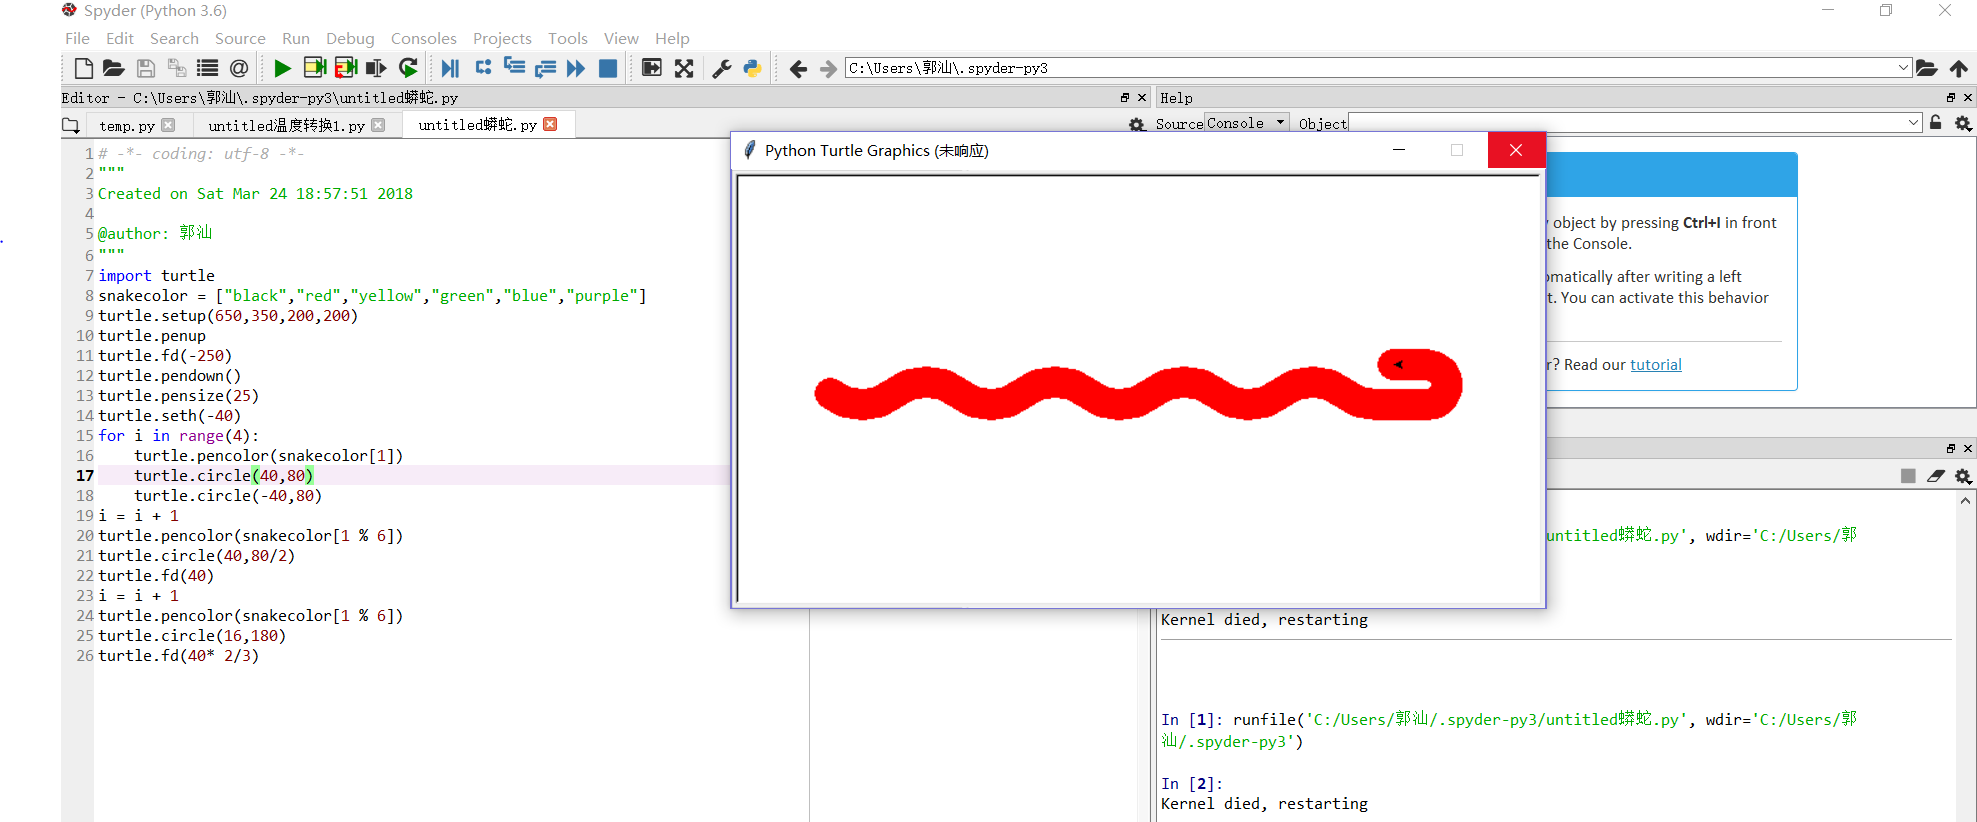 Spyder (Python 3.6)
File Edit Search Source Run Debug Consoles Projects Tools View Help
C:\Users\郭汕\.spyder-py3
Editor - C:\Users\郭汕\.spyder-py3\untitled蟒蛇.py
Help
temp.py untitled温度转换1.py untitled蟒蛇.py
Source Console Object
Python Turtle Graphics (未响应)
1 # -*- coding: utf-8 -*-
2 """
3 Created on Sat Mar 24 18:57:51 2018
4
5 @author: 郭汕
6 """
7 import turtle
8 snakecolor = ["black","red","yellow","green","blue","purple"]
9 turtle.setup(650,350,200,200)
10 turtle.penup
11 turtle.fd(-250)
12 turtle.pendown()
13 turtle.pensize(25)
14 turtle.seth(-40)
15 for i in range(4):
16 turtle.pencolor(snakecolor[1])
17 turtle.circle(40,80)
18 turtle.circle(-40,80)
19 i = i + 1
20 turtle.pencolor(snakecolor[1 % 6])
21 turtle.circle(40,80/2)
22 turtle.fd(40)
23 i = i + 1
24 turtle.pencolor(snakecolor[1 % 6])
25 turtle.circle(16,180)
26 turtle.fd(40* 2/3)
object by pressing Ctrl+I in front
the Console.
omatically after writing a left
t. You can activate this behavior
r? Read our tutorial
untitled蟒蛇.py', wdir='C:/Users/郭
Kernel died, restarting
In [1]: runfile('C:/Users/郭汕/.spyder-py3/untitled蟒蛇.py', wdir='C:/Users/郭
汕/.spyder-py3')
In [2]:
Kernel died, restarting